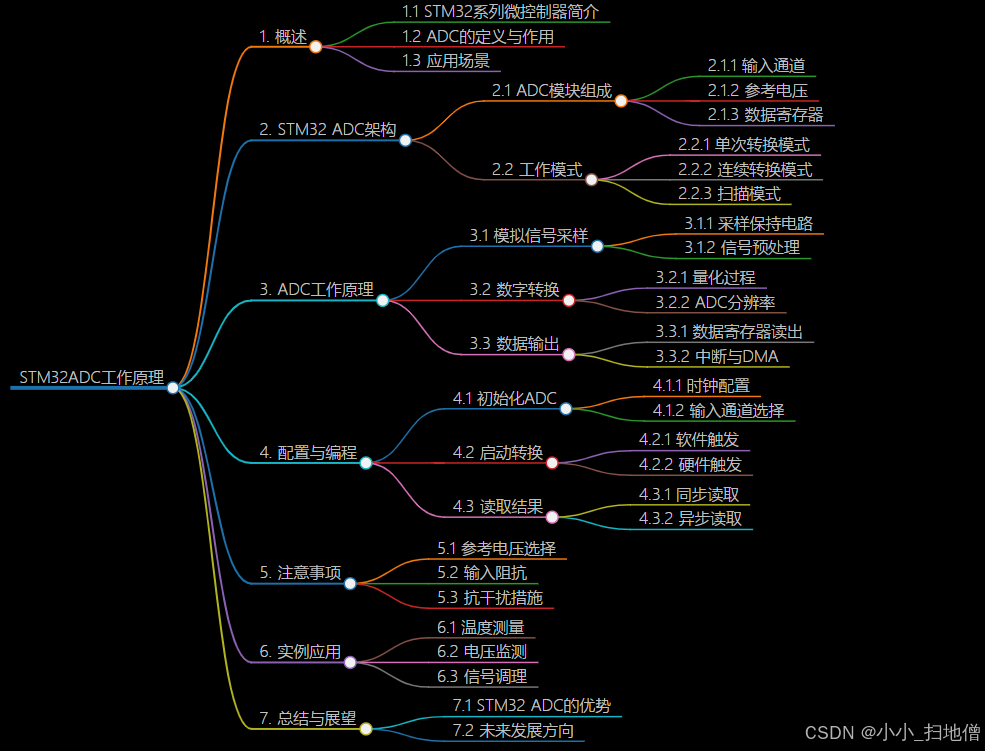 STM32ADC工作原理
1. 概述
1.1 STM32系列微控制器简介
1.2 ADC的定义与作用
1.3 应用场景
2. STM32 ADC架构
2.1 ADC模块组成
2.1.1 输入通道
2.1.2 参考电压
2.1.3 数据寄存器
2.2 工作模式
2.2.1 单次转换模式
2.2.2 连续转换模式
2.2.3 扫描模式
3. ADC工作原理
3.1 模拟信号采样
3.1.1 采样保持电路
3.1.2 信号预处理
3.2 数字转换
3.2.1 量化过程
3.2.2 ADC分辨率
3.3 数据输出
3.3.1 数据寄存器读出
3.3.2 中断与DMA
4. 配置与编程
4.1 初始化ADC
4.1.1 时钟配置
4.1.2 输入通道选择
4.2 启动转换
4.2.1 软件触发
4.2.2 硬件触发
4.3 读取结果
4.3.1 同步读取
4.3.2 异步读取
5. 注意事项
5.1 参考电压选择
5.2 输入阻抗
5.3 抗干扰措施
6. 实例应用
6.1 温度测量
6.2 电压监测
6.3 信号调理
7. 总结与展望
7.1 STM32 ADC的优势
7.2 未来发展方向
CSDN @小小_扫地僧